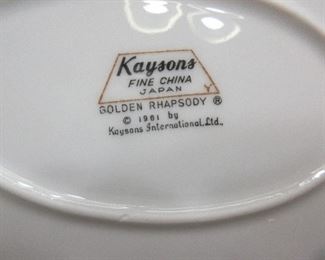 Kaysons
FINE CHINA
JAPAN
Y
GOLDEN RHAPSODY ®
© 1961 by
Kaysons International, Ltd.